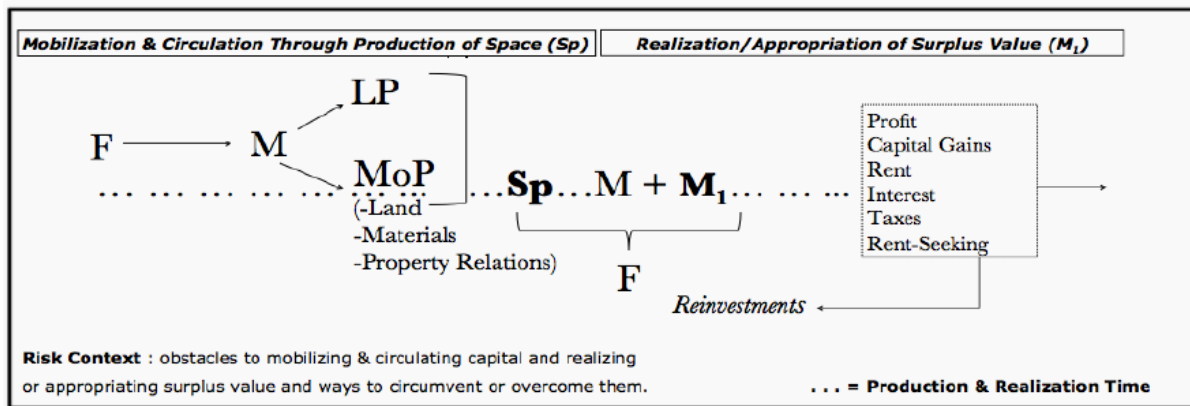 Mobilization & Circulation Through Production of Space (Sp)
Realization/Appropriation of Surplus Value (M₁)
LP
F
M
MoP
... ... ... ... ... ... ... ... ...Sp...M + M₁... ... ...
(-Land
-Materials
-Property Relations)
F
Profit
Capital Gains
Rent
Interest
Taxes
Rent-Seeking
Reinvestments
Risk Context : obstacles to mobilizing & circulating capital and realizing
or appropriating surplus value and ways to circumvent or overcome them.
... = Production & Realization Time